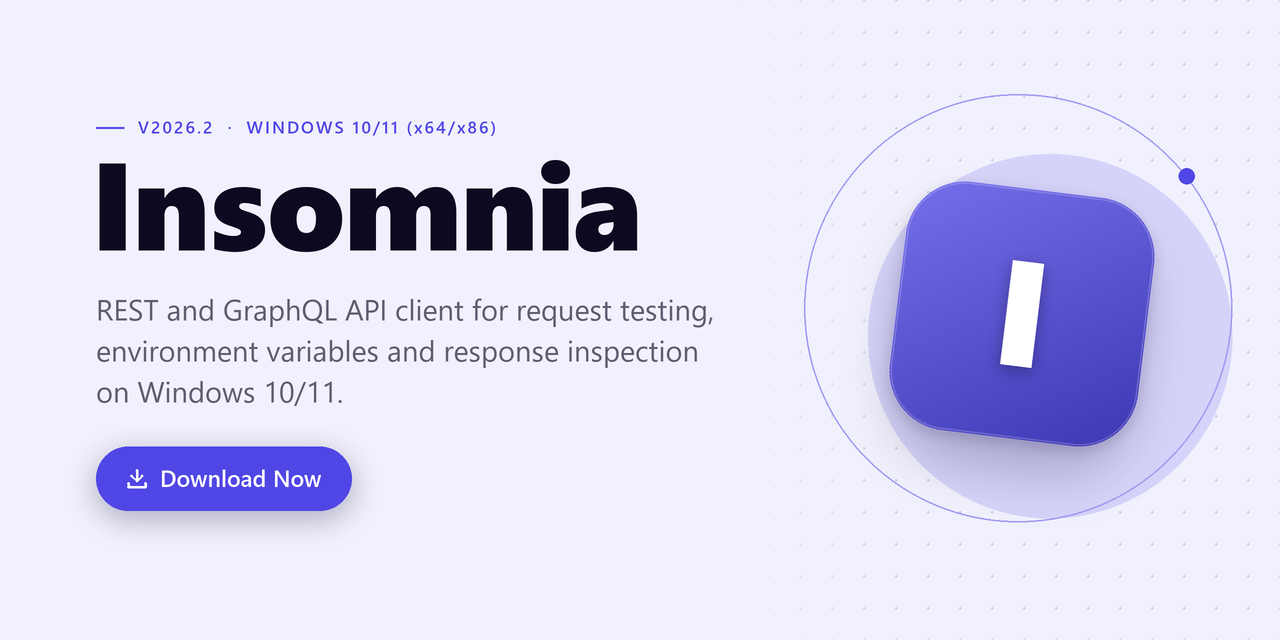 V2026.2 · WINDOWS 10/11 (x64/x86)
Insomnia
REST and GraphQL API client for request testing,
environment variables and response inspection
on Windows 10/11.
Download Now
I